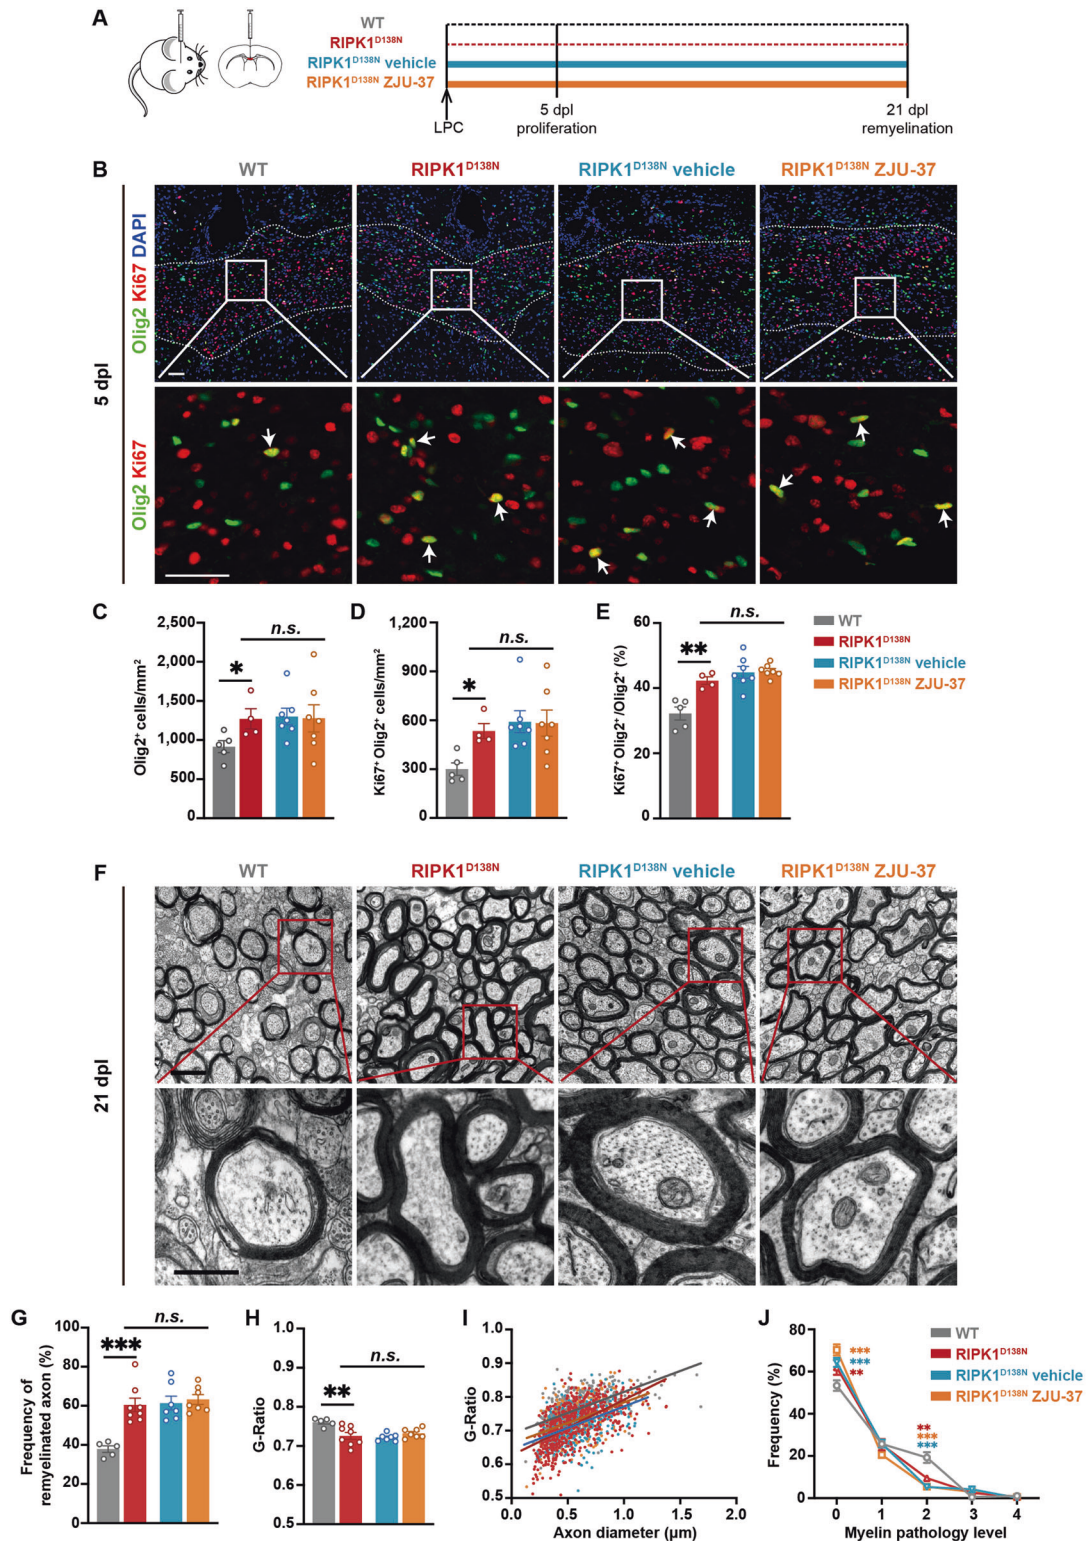 A
WT
RIPK1ᴰ¹³⁸ᴺ
RIPK1ᴰ¹³⁸ᴺ vehicle
RIPK1ᴰ¹³⁸ᴺ ZJU-37
LPC
5 dpl
proliferation
21 dpl
remyelination
B
WT
RIPK1ᴰ¹³⁸ᴺ
RIPK1ᴰ¹³⁸ᴺ vehicle
RIPK1ᴰ¹³⁸ᴺ ZJU-37
5 dpl
Olig2 Ki67 DAPI
Olig2 Ki67
C
Olig2⁺ cells/mm²
2,500
2,000
1,500
1,000
500
0
*
n.s.
D
Ki67⁺ Olig2⁺ cells/mm²
1,200
900
600
300
0
*
n.s.
E
Ki67⁺ Olig2⁺/Olig2⁺ (%)
60
40
20
0
**
n.s.
WT
RIPK1ᴰ¹³⁸ᴺ
RIPK1ᴰ¹³⁸ᴺ vehicle
RIPK1ᴰ¹³⁸ᴺ ZJU-37
F
WT
RIPK1ᴰ¹³⁸ᴺ
RIPK1ᴰ¹³⁸ᴺ vehicle
RIPK1ᴰ¹³⁸ᴺ ZJU-37
21 dpl
G
Frequency of
remyelinated axon (%)
100
80
60
40
20
0
***
n.s.
H
G-Ratio
1.0
0.9
0.8
0.7
0.6
0.5
**
n.s.
I
G-Ratio
1.0
0.9
0.8
0.7
0.6
0.5
0.0 0.5 1.0 1.5 2.0
Axon diameter (µm)
J
Frequency (%)
80
60
40
20
0
***
***
**
**
***
***
0 1 2 3 4
Myelin pathology level
WT
RIPK1ᴰ¹³⁸ᴺ
RIPK1ᴰ¹³⁸ᴺ vehicle
RIPK1ᴰ¹³⁸ᴺ ZJU-37